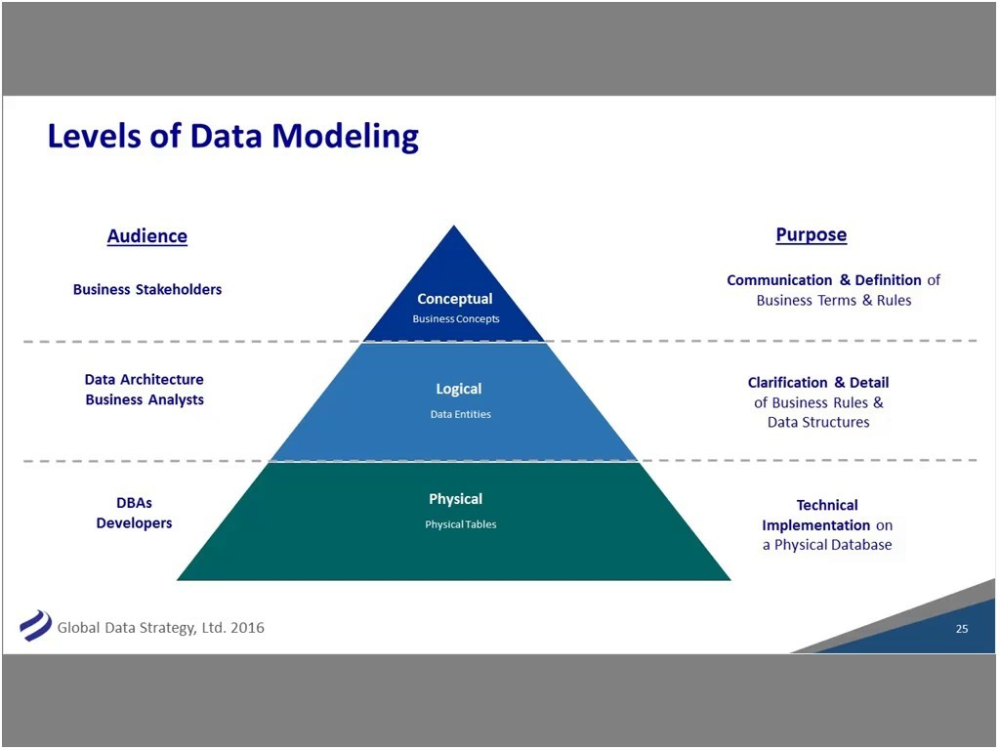 Levels of Data Modeling
Audience
Purpose
Business Stakeholders
Conceptual
Business Concepts
Communication & Definition of
Business Terms & Rules
Data Architecture
Business Analysts
Logical
Data Entities
Clarification & Detail
of Business Rules &
Data Structures
DBAs
Developers
Physical
Physical Tables
Technical
Implementation on
a Physical Database
Global Data Strategy, Ltd. 2016
25